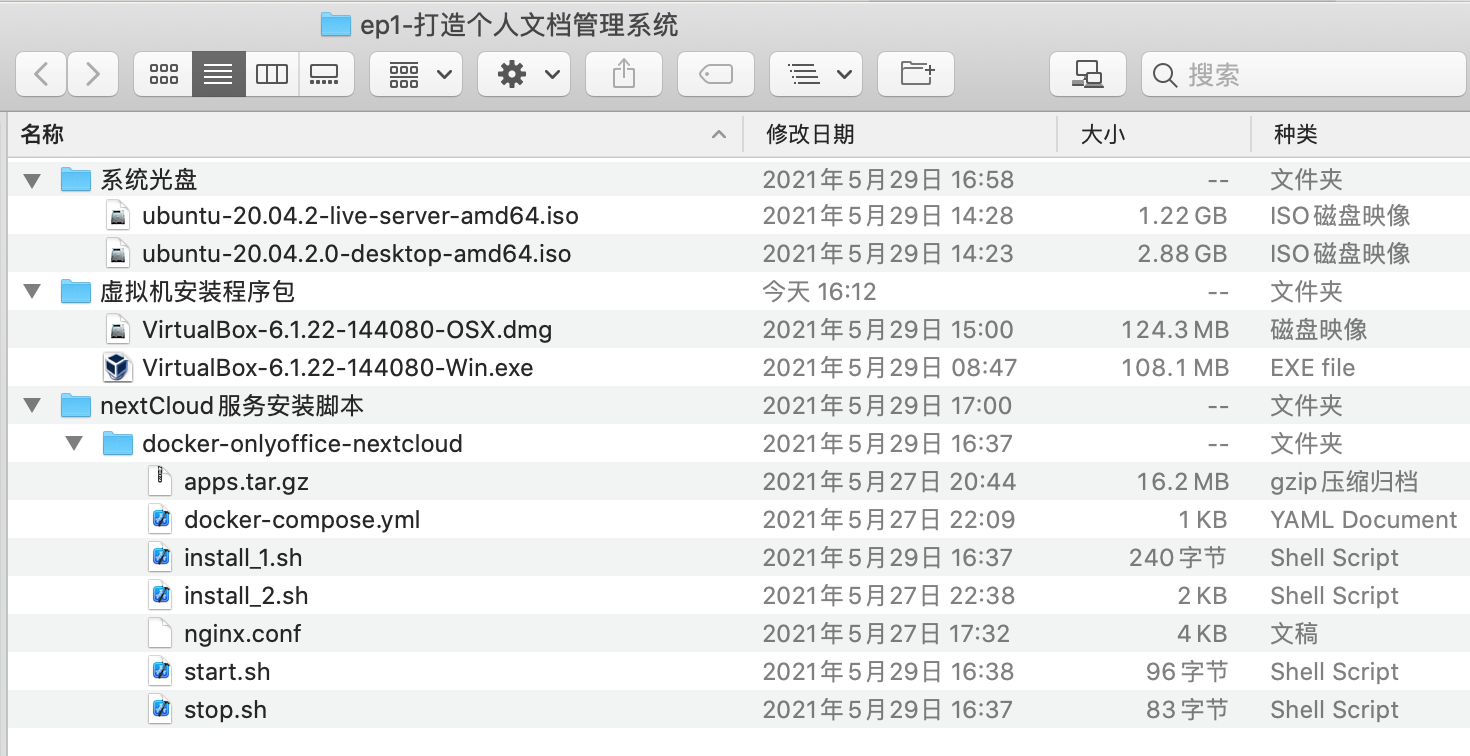 ep1-打造个人文档管理系统
搜索
名称 修改日期 大小 种类
系统光盘 2021年5月29日 16:58 -- 文件夹
ubuntu-20.04.2-live-server-amd64.iso 2021年5月29日 14:28 1.22 GB ISO磁盘映像
ubuntu-20.04.2.0-desktop-amd64.iso 2021年5月29日 14:23 2.88 GB ISO磁盘映像
虚拟机安装程序包 今天 16:12 -- 文件夹
VirtualBox-6.1.22-144080-OSX.dmg 2021年5月29日 15:00 124.3 MB 磁盘映像
VirtualBox-6.1.22-144080-Win.exe 2021年5月29日 08:47 108.1 MB EXE file
nextCloud服务安装脚本 2021年5月29日 17:00 -- 文件夹
docker-onlyoffice-nextcloud 2021年5月29日 16:37 -- 文件夹
apps.tar.gz 2021年5月27日 20:44 16.2 MB gzip压缩归档
docker-compose.yml 2021年5月27日 22:09 1 KB YAML Document
install_1.sh 2021年5月29日 16:37 240字节 Shell Script
install_2.sh 2021年5月27日 22:38 2 KB Shell Script
nginx.conf 2021年5月27日 17:32 4 KB 文稿
start.sh 2021年5月29日 16:38 96字节 Shell Script
stop.sh 2021年5月29日 16:37 83字节 Shell Script